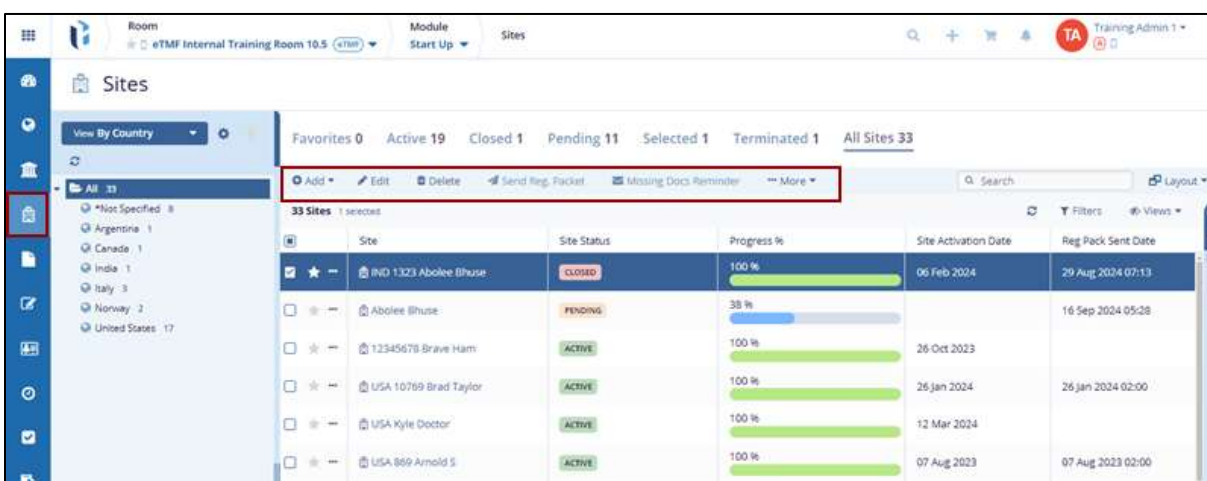 Room
eTMF Internal Training Room 10.5 eTMF
Module
Start Up
Sites
TA
Training Admin 1
A
Sites
View By Country
Favorites 0 Active 19 Closed 1 Pending 11 Selected 1 Terminated 1 All Sites 33
Add Edit Delete Send Reg. Packet Missing Docs Reminder More Search Layout
All 33
*Not Specified 8
Argentina 1
Canada 1
India 1
Italy 3
Norway 2
United States 17
33 Sites 1 selected Filters Views
Site Site Status Progress % Site Activation Date Reg Pack Sent Date
IND 1323 Abolee Bhuse CLOSED 100 % 06 Feb 2024 29 Aug 2024 07:13
Abolee Bhuse PENDING 38 % 16 Sep 2024 05:28
12345678 Brave Ham ACTIVE 100 % 26 Oct 2023
USA 10769 Brad Taylor ACTIVE 100 % 26 Jan 2024 26 Jan 2024 02:00
USA Kyle Doctor ACTIVE 100 % 12 Mar 2024
USA 869 Arnold S ACTIVE 100 % 07 Aug 2023 07 Aug 2023 02:00